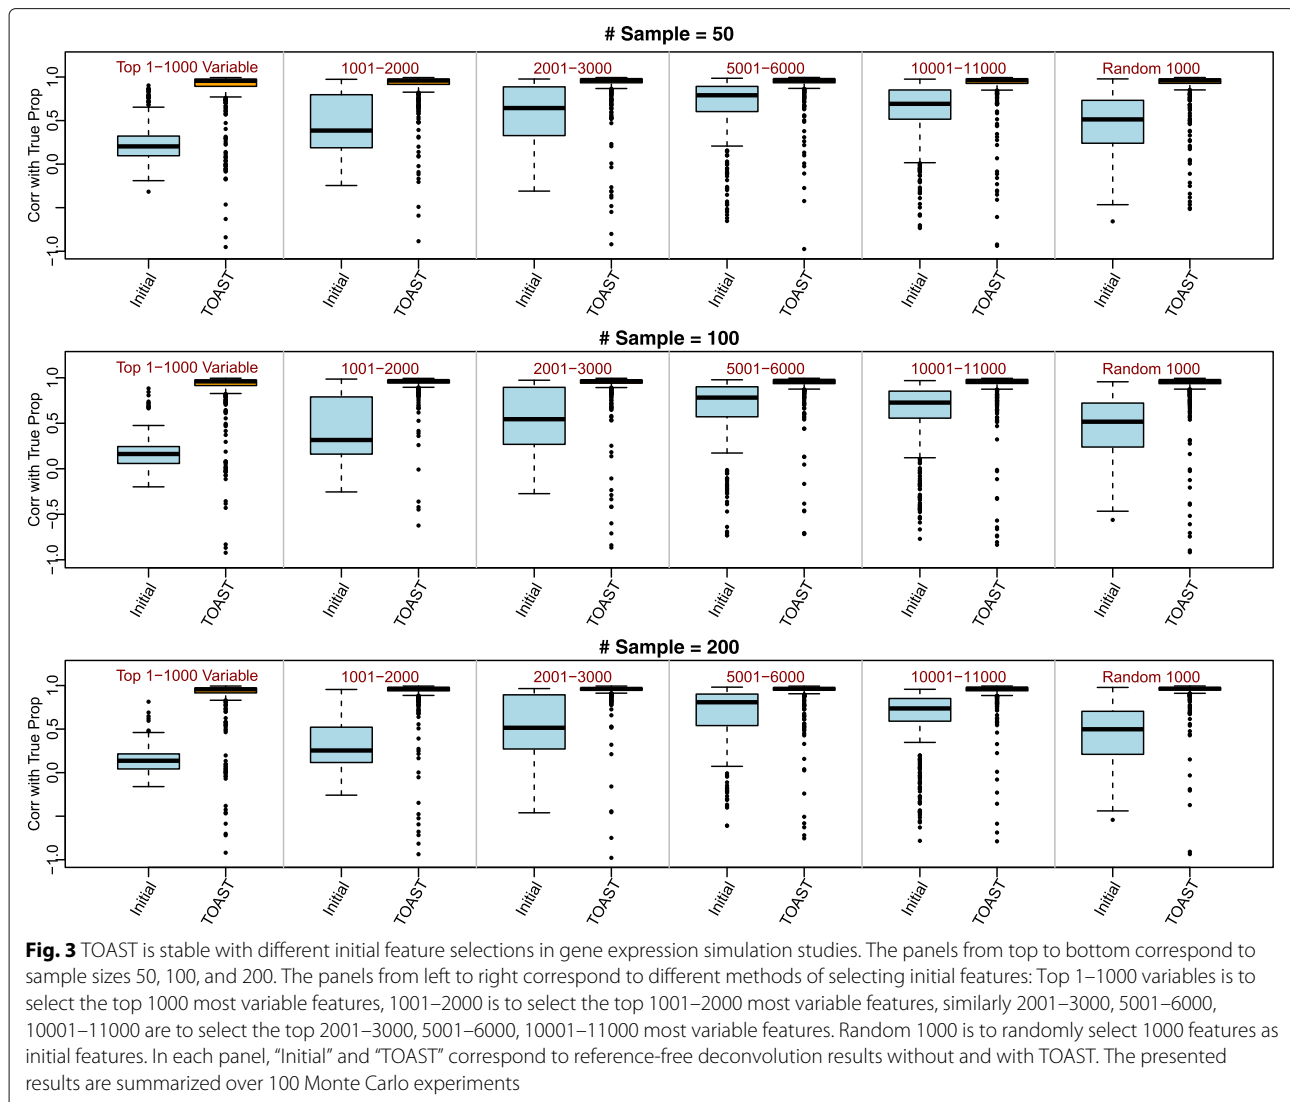 # Sample = 50
Top 1−1000 Variable 1001−2000 2001−3000 5001−6000 10001−11000 Random 1000
Corr with True Prop
1.0
0.5
0.0
−1.0
Initial TOAST Initial TOAST Initial TOAST Initial TOAST Initial TOAST Initial TOAST
# Sample = 100
Top 1−1000 Variable 1001−2000 2001−3000 5001−6000 10001−11000 Random 1000
Corr with True Prop
1.0
0.5
0.0
−0.5
−1.0
Initial TOAST Initial TOAST Initial TOAST Initial TOAST Initial TOAST Initial TOAST
# Sample = 200
Top 1−1000 Variable 1001−2000 2001−3000 5001−6000 10001−11000 Random 1000
Corr with True Prop
1.0
0.5
0.0
−1.0
Initial TOAST Initial TOAST Initial TOAST Initial TOAST Initial TOAST Initial TOAST
Fig. 3 TOAST is stable with different initial feature selections in gene expression simulation studies. The panels from top to bottom correspond to
sample sizes 50, 100, and 200. The panels from left to right correspond to different methods of selecting initial features: Top 1–1000 variables is to
select the top 1000 most variable features, 1001–2000 is to select the top 1001–2000 most variable features, similarly 2001–3000, 5001–6000,
10001–11000 are to select the top 2001–3000, 5001–6000, 10001–11000 most variable features. Random 1000 is to randomly select 1000 features as
initial features. In each panel, “Initial” and “TOAST” correspond to reference-free deconvolution results without and with TOAST. The presented
results are summarized over 100 Monte Carlo experiments